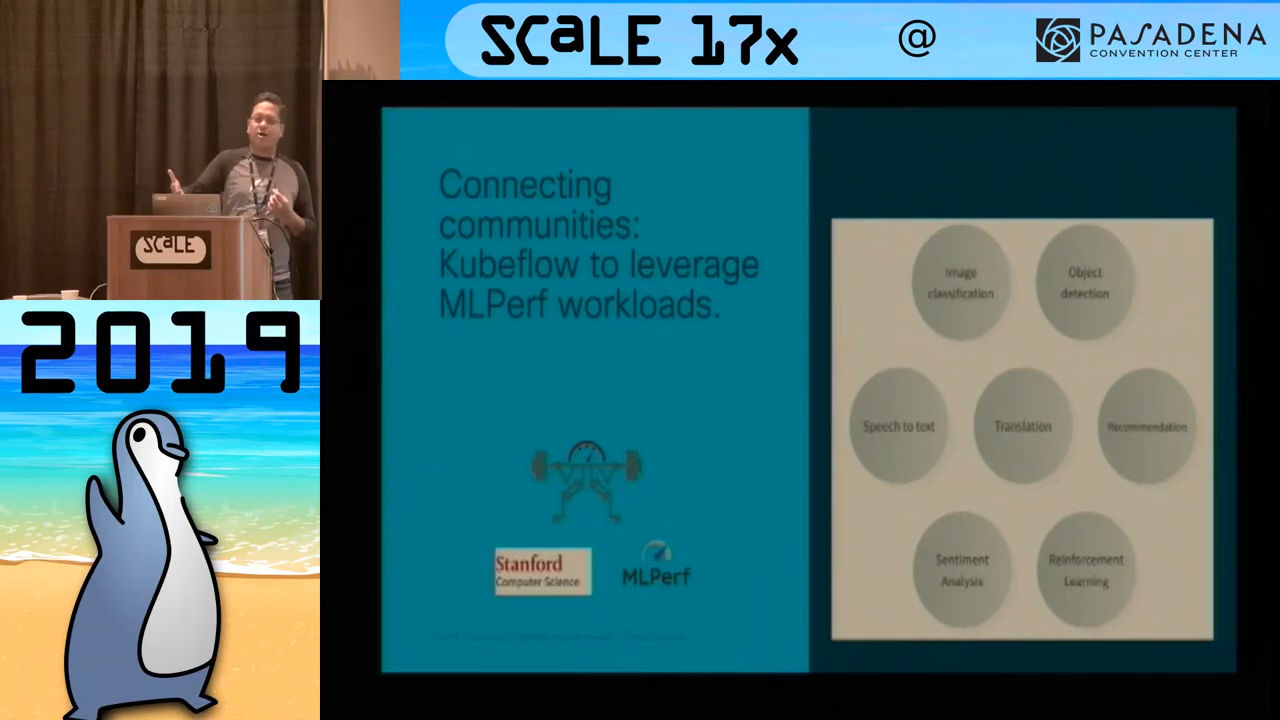 SCaLE 17x
@
PASADENA
CONVENTION CENTER
SCaLE
2019
Connecting
communities:
Kubeflow to leverage
MLPerf workloads.
Stanford
Computer Science
MLPerf
Image
classification
Object
detection
Speech to text
Translation
Recommendation
Sentiment
Analysis
Reinforcement
Learning